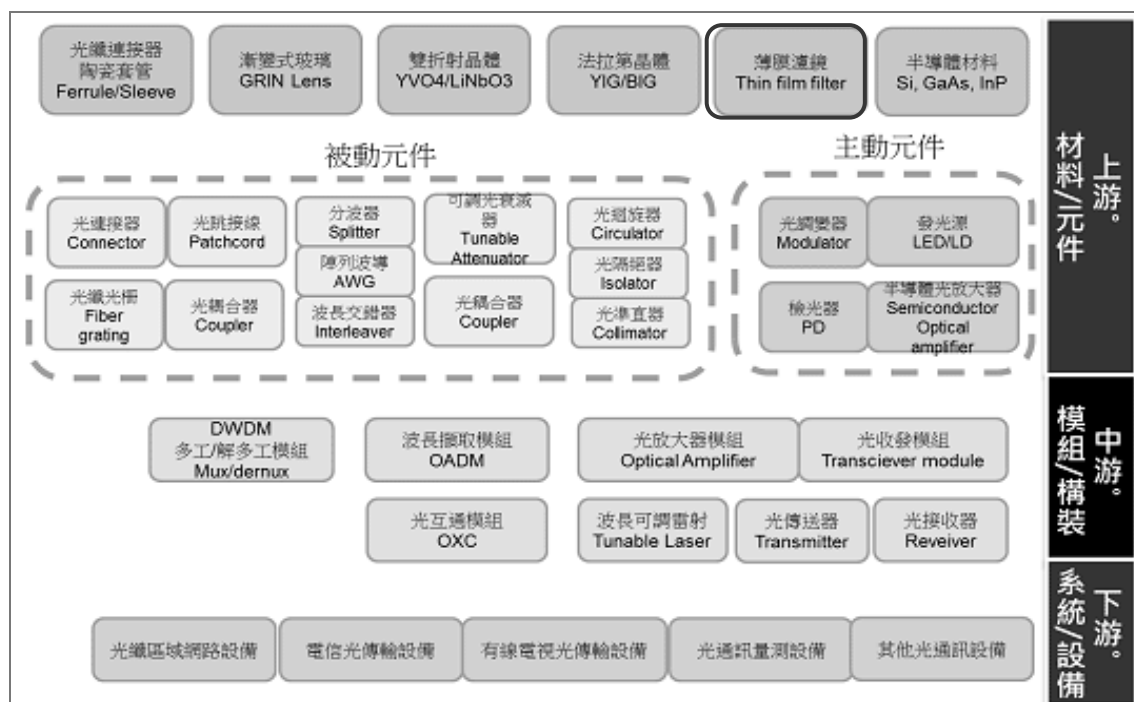 光纖連接器
陶瓷套管
Ferrule/Sleeve
漸變式玻璃
GRIN Lens
雙折射晶體
YVO4/LiNbO3
法拉第晶體
YIG/BIG
薄膜濾鏡
Thin film filter
半導體材料
Si, GaAs, InP
上游。
材料/元件
被動元件
光連接器
Connector
光跳接線
Patchcord
分波器
Splitter
可調光衰減
器
Tunable
Attenuator
光迴旋器
Circulator
陣列波導
AWG
光隔絕器
Isolator
光纖光柵
Fiber
grating
光耦合器
Coupler
波長交錯器
Interleaver
光耦合器
Coupler
光準直器
Collimator
主動元件
光調變器
Modulator
發光源
LED/LD
檢光器
PD
半導體光放大器
Semiconductor
Optical
amplifier
中游。
模組/構裝
DWDM
多工/解多工模組
Mux/dernux
波長擷取模組
OADM
光放大器模組
Optical Amplifier
光收發模組
Transciever module
光互通模組
OXC
波長可調雷射
Tunable Laser
光傳送器
Transmitter
光接收器
Reveiver
下游。
系統/設備
光纖區域網路設備
電信光傳輸設備
有線電視光傳輸設備
光通訊量測設備
其他光通訊設備